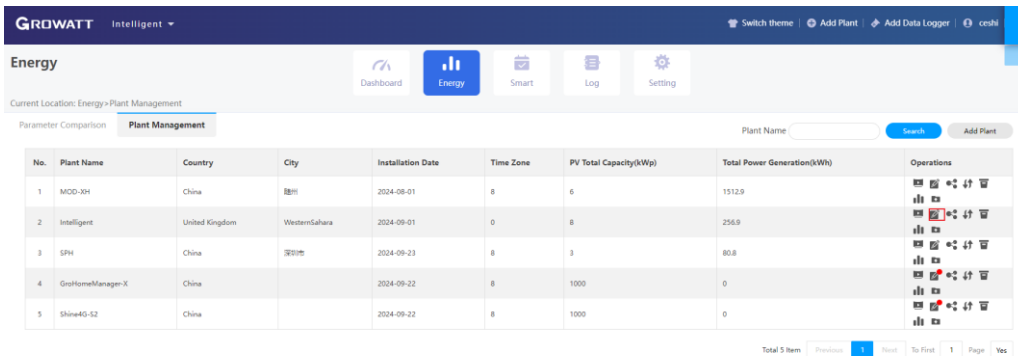 GROWATT Intelligent Switch theme Add Plant Add Data Logger ceshi
Energy
Dashboard Energy Smart Log Setting
Current Location: Energy>Plant Management
Parameter Comparison Plant Management Plant Name Search Add Plant
No. Plant Name Country City Installation Date Time Zone PV Total Capacity(kWp) Total Power Generation(kWh) Operations
1 MOD-XH China 随州 2024-08-01 8 6 1512.9
2 Intelligent United Kingdom WesternSahara 2024-09-01 0 8 256.9
3 SPH China 深圳市 2024-09-23 8 3 80.8
4 GroHomeManager-X China 2024-09-22 8 1000 0
5 Shine4G-S2 China 2024-09-22 8 1000 0
Total 5 Item Previous 1 Next To First 1 Page Yes